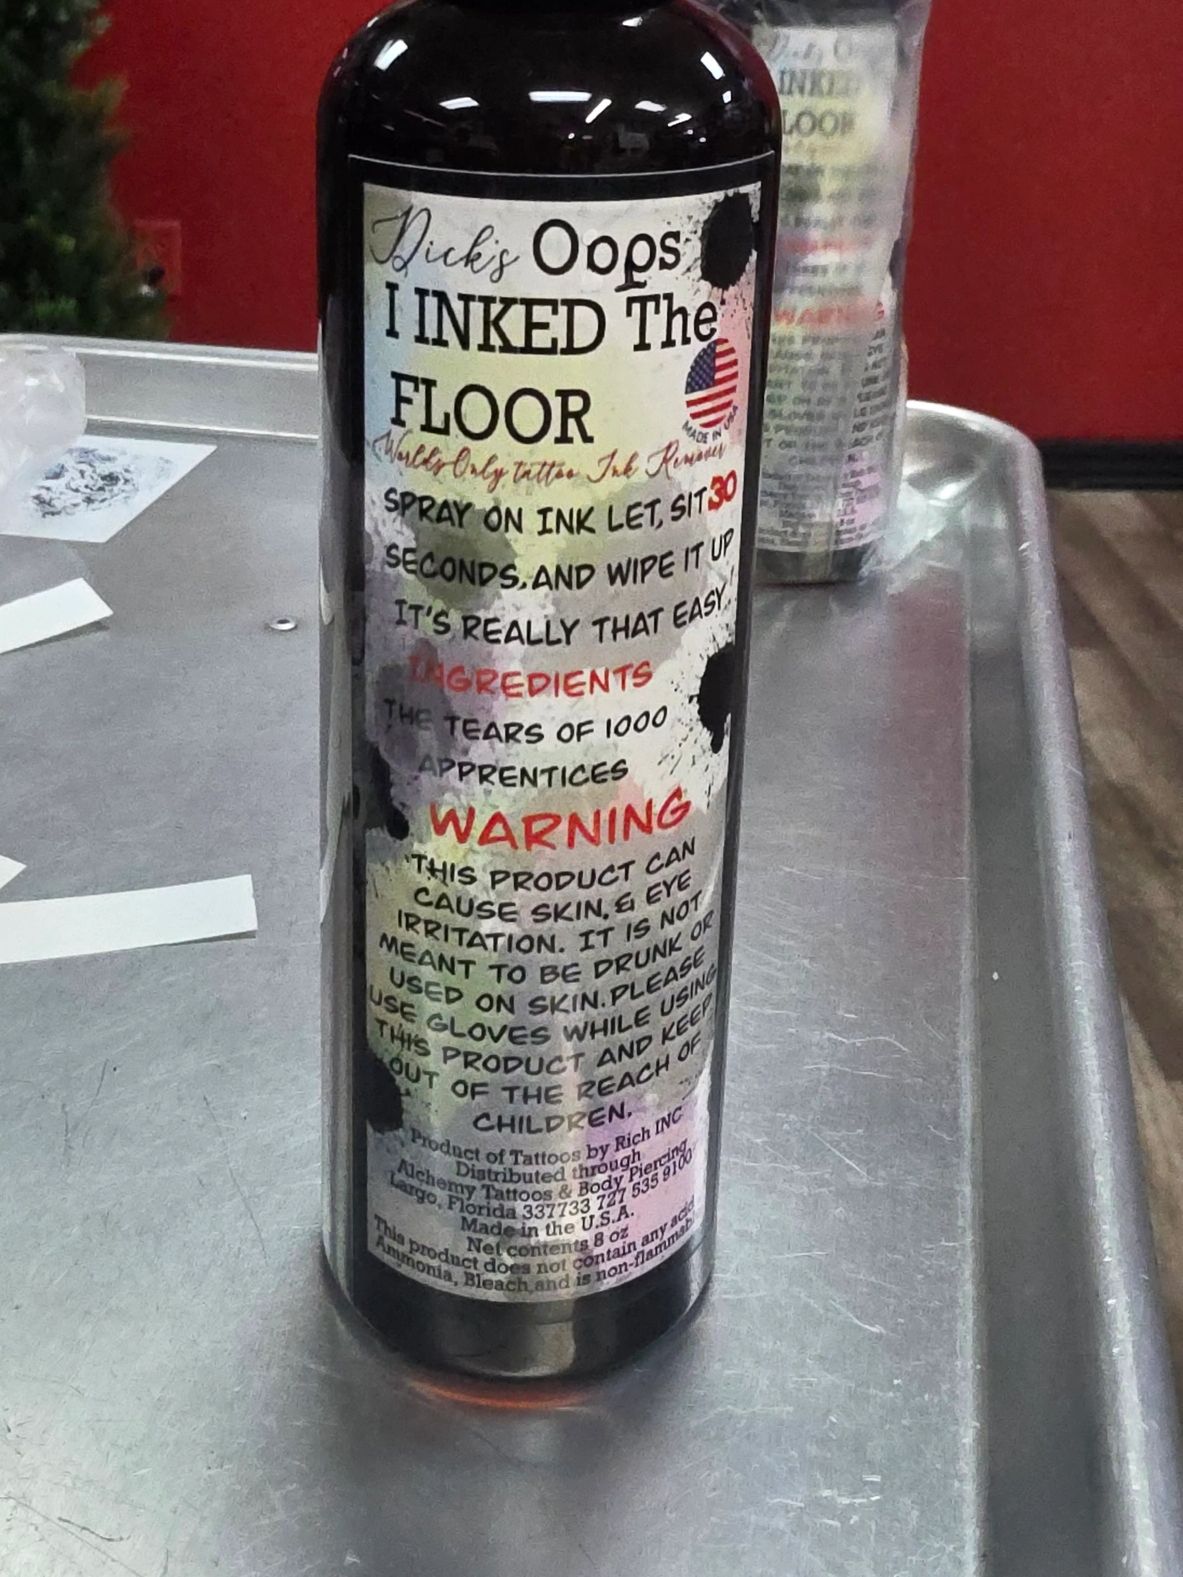 Dick's Oops
I INKED The
FLOOR
MADE IN USA
Worlds Only tattoo Ink Remover
SPRAY ON INK LET, SIT 30
SECONDS, AND WIPE IT UP
IT'S REALLY THAT EASY!
INGREDIENTS
THE TEARS OF 1000
APPRENTICES
WARNING
THIS PRODUCT CAN
CAUSE SKIN, & EYE
IRRITATION. IT IS NOT
MEANT TO BE DRUNK OR
USED ON SKIN. PLEASE
USE GLOVES WHILE USING
THIS PRODUCT AND KEEP
OUT OF THE REACH OF
CHILDREN.
Product of Tattoos by Rich INC
Distributed through
Alchemy Tattoos & Body Piercing
Largo, Florida 337733 727 535 9100
Made in the U.S.A.
Net contents 8 oz
This product does not contain any acid
Ammonia, Bleach and is non-flammable
INKED
FLOOR
WARNING